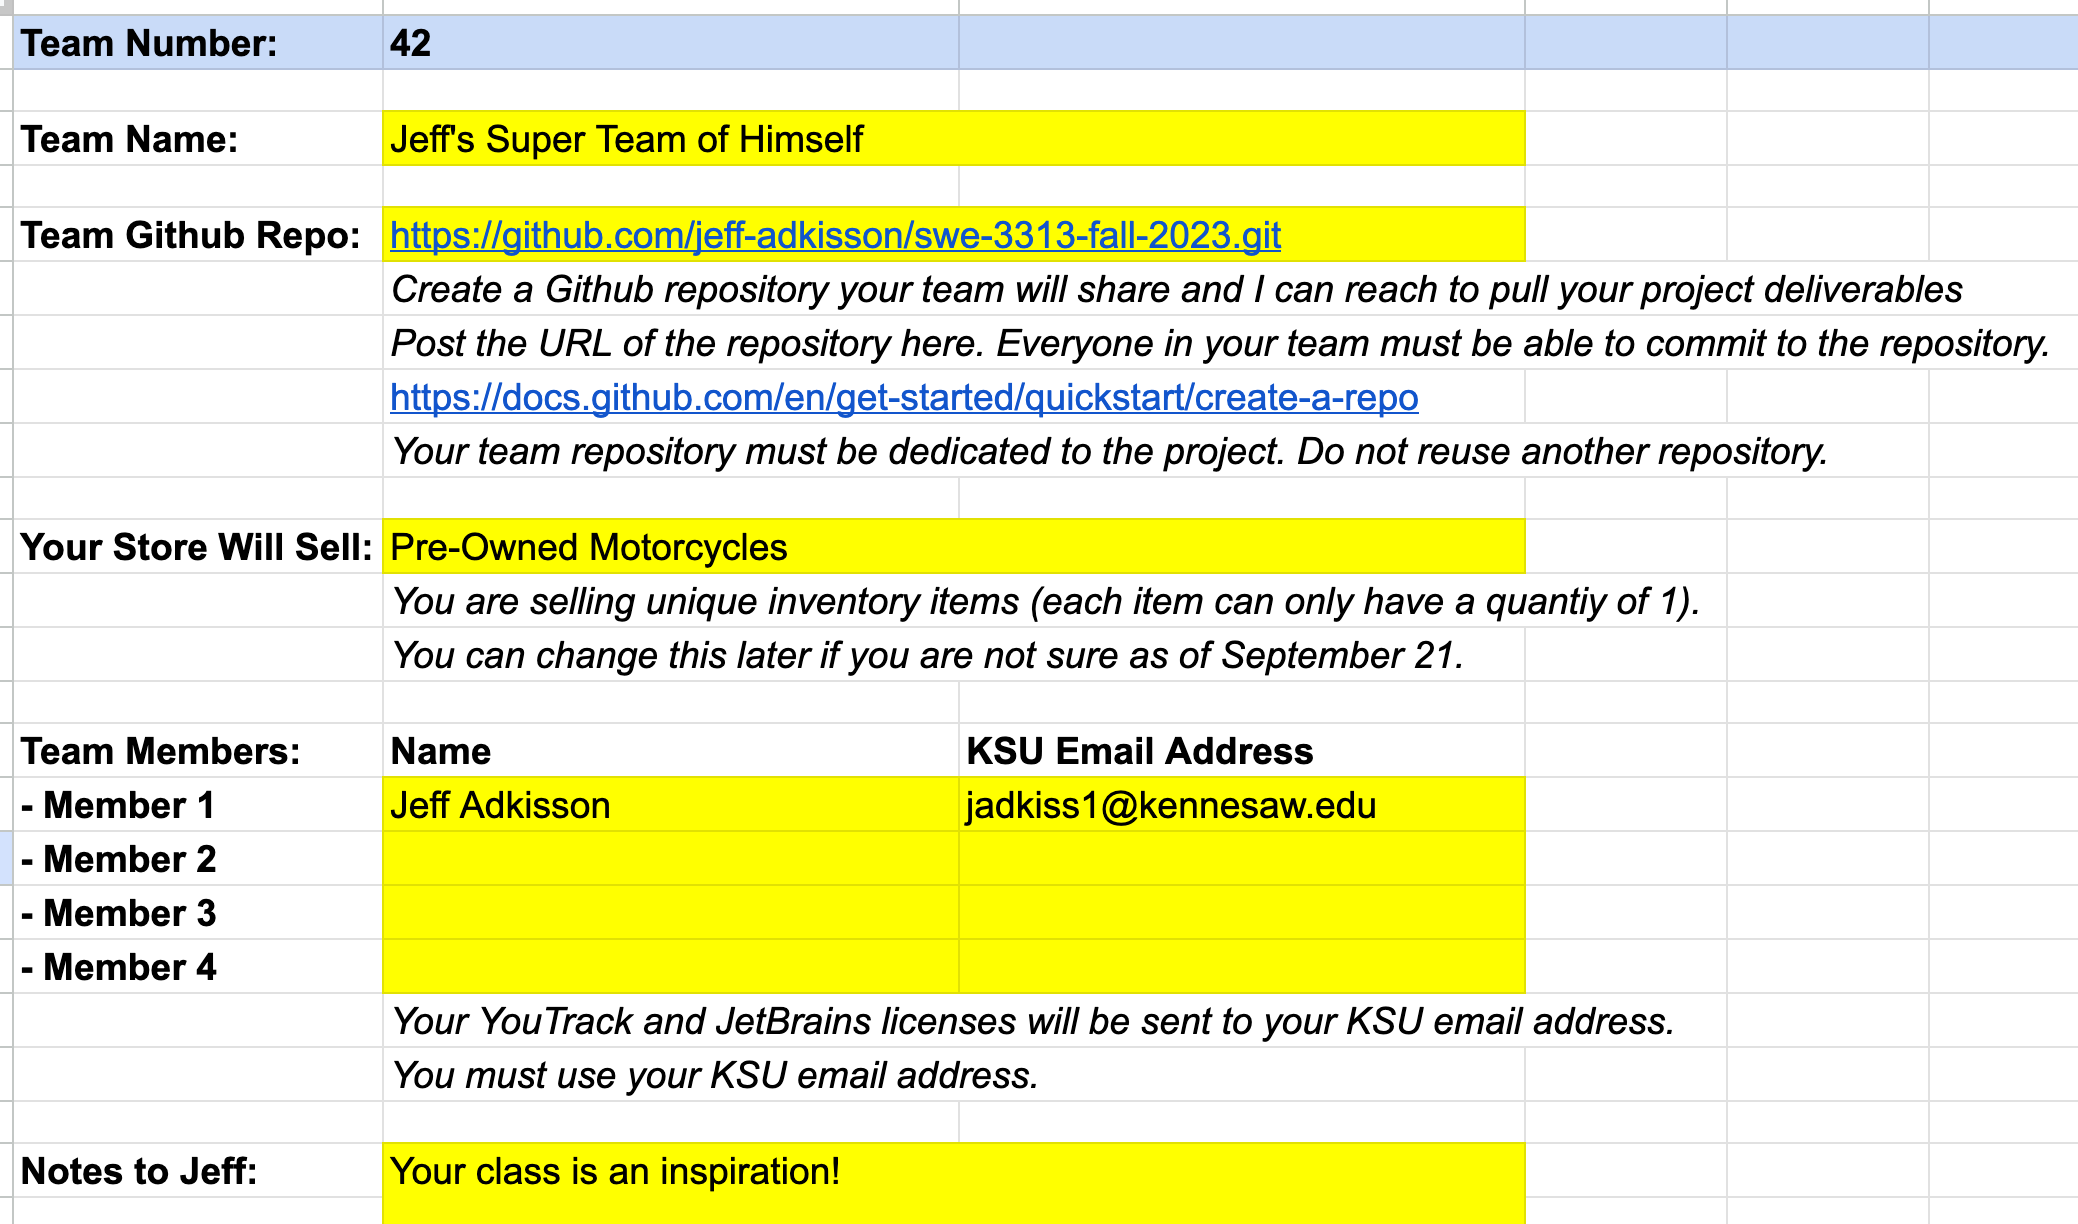 Team Number: 42
Team Name: Jeff's Super Team of Himself
Team Github Repo: https://github.com/jeff-adkisson/swe-3313-fall-2023.git
Create a Github repository your team will share and I can reach to pull your project deliverables
Post the URL of the repository here. Everyone in your team must be able to commit to the repository.
https://docs.github.com/en/get-started/quickstart/create-a-repo
Your team repository must be dedicated to the project. Do not reuse another repository.
Your Store Will Sell: Pre-Owned Motorcycles
You are selling unique inventory items (each item can only have a quantiy of 1).
You can change this later if you are not sure as of September 21.
Team Members: Name KSU Email Address
- Member 1 Jeff Adkisson jadkiss1@kennesaw.edu
- Member 2
- Member 3
- Member 4
Your YouTrack and JetBrains licenses will be sent to your KSU email address.
You must use your KSU email address.
Notes to Jeff: Your class is an inspiration!